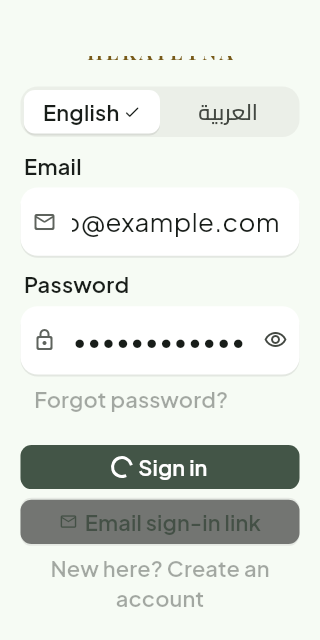 English العربية
Email
@example.com
Password
Forgot password?
Sign in
Email sign-in link
New here? Create an
account